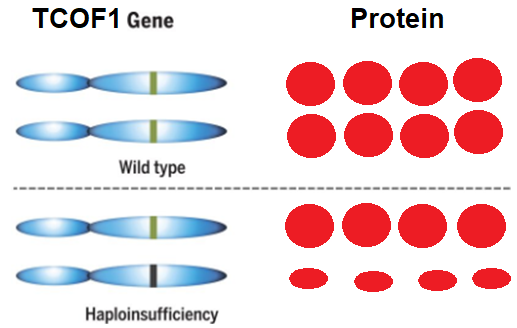 TCOF1 Gene Protein
Wild type
Haploinsufficiency